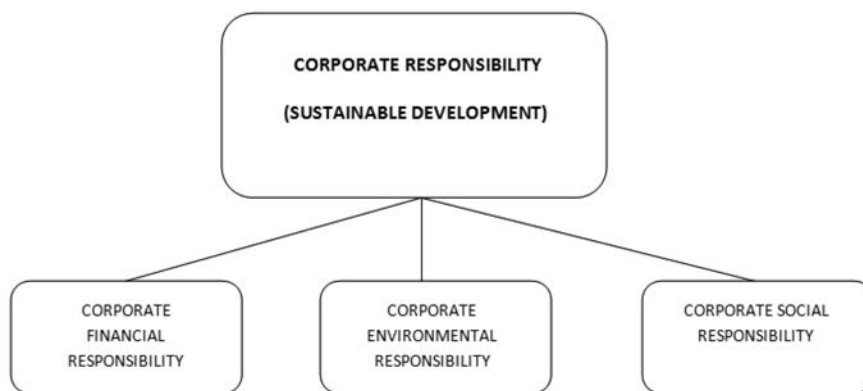 CORPORATE RESPONSIBILITY
(SUSTAINABLE DEVELOPMENT)
CORPORATE
FINANCIAL
RESPONSIBILITY
CORPORATE
ENVIRONMENTAL
RESPONSIBILITY
CORPORATE SOCIAL
RESPONSIBILITY